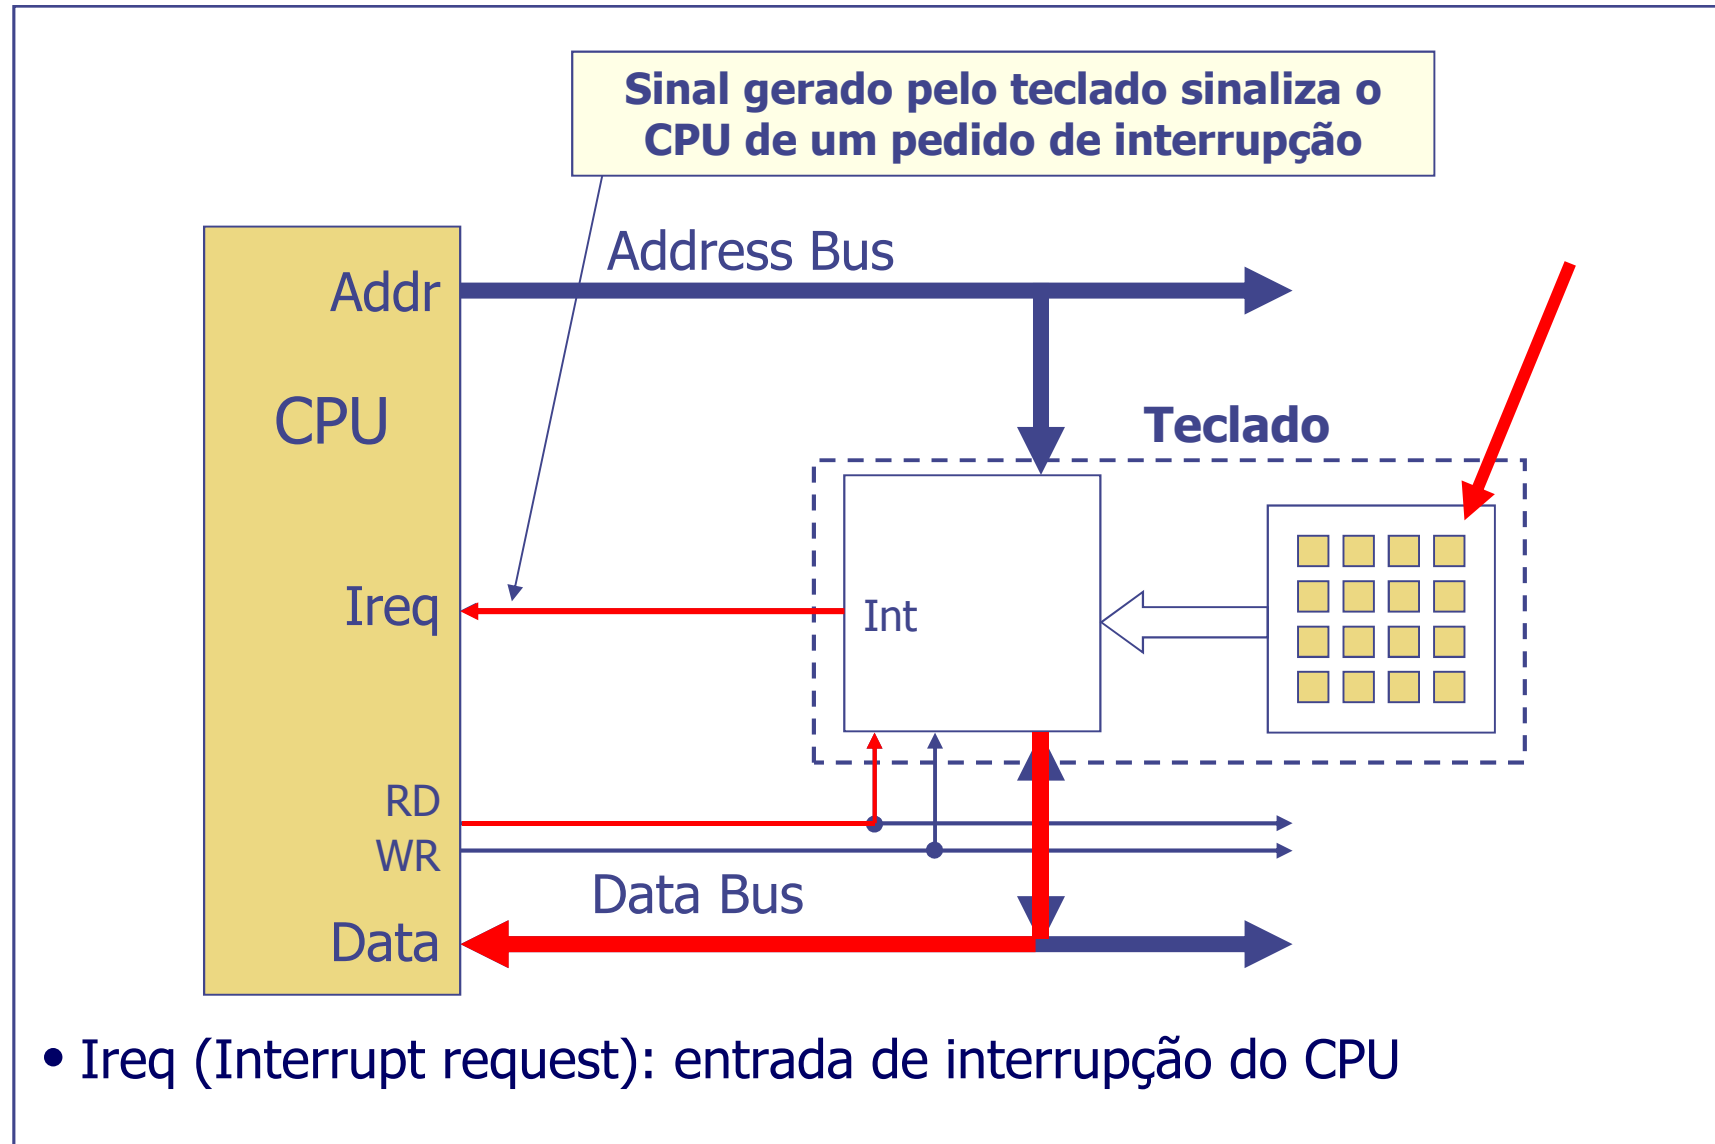 Sinal gerado pelo teclado sinaliza o
CPU de um pedido de interrupção
Address Bus
Addr
CPU
Teclado
Ireq
Int
RD
WR
Data Bus
Data
• Ireq (Interrupt request): entrada de interrupção do CPU